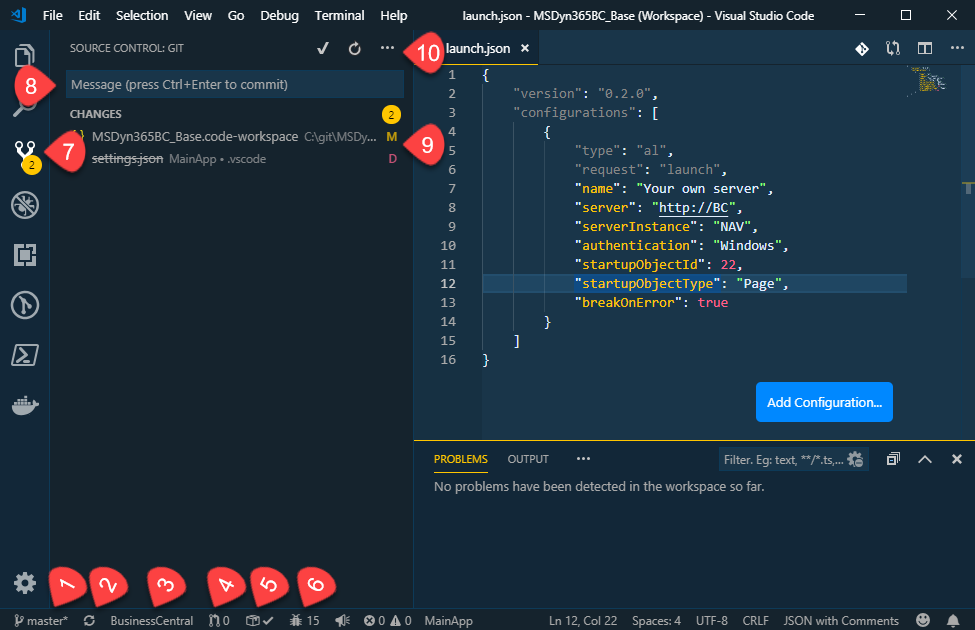 File Edit Selection View Go Debug Terminal Help launch.json - MSDyn365BC_Base (Workspace) - Visual Studio Code
SOURCE CONTROL: GIT
Message (press Ctrl+Enter to commit)
CHANGES 2
MSDyn365BC_Base.code-workspace C:\git\MSDy... M
settings.json MainApp • .vscode D
2
7
8
9
10
launch.json
1 {
2 "version": "0.2.0",
3 "configurations": [
4 {
5 "type": "al",
6 "request": "launch",
7 "name": "Your own server",
8 "server": "http://BC",
9 "serverInstance": "NAV",
10 "authentication": "Windows",
11 "startupObjectId": 22,
12 "startupObjectType": "Page",
13 "breakOnError": true
14 }
15 ]
16 }
Add Configuration...
PROBLEMS OUTPUT ...
Filter. Eg: text, **/*.ts,...
No problems have been detected in the workspace so far.
1 2 3 4 5 6
master* BusinessCentral 0 15 0 0 MainApp Ln 12, Col 22 Spaces: 4 UTF-8 CRLF JSON with Comments